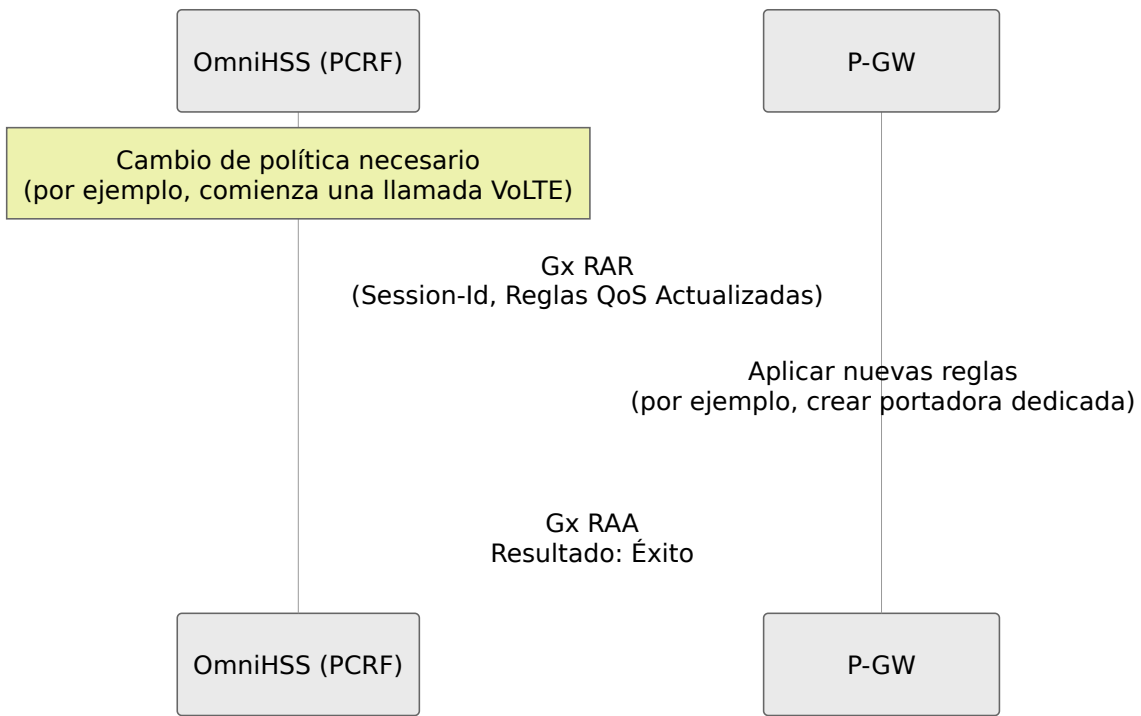 OmniHSS (PCRF)
P-GW
Cambio de política necesario
(por ejemplo, comienza una llamada VoLTE)
Gx RAR
(Session-Id, Reglas QoS Actualizadas)
Aplicar nuevas reglas
(por ejemplo, crear portadora dedicada)
Gx RAA
Resultado: Éxito
OmniHSS (PCRF)
P-GW